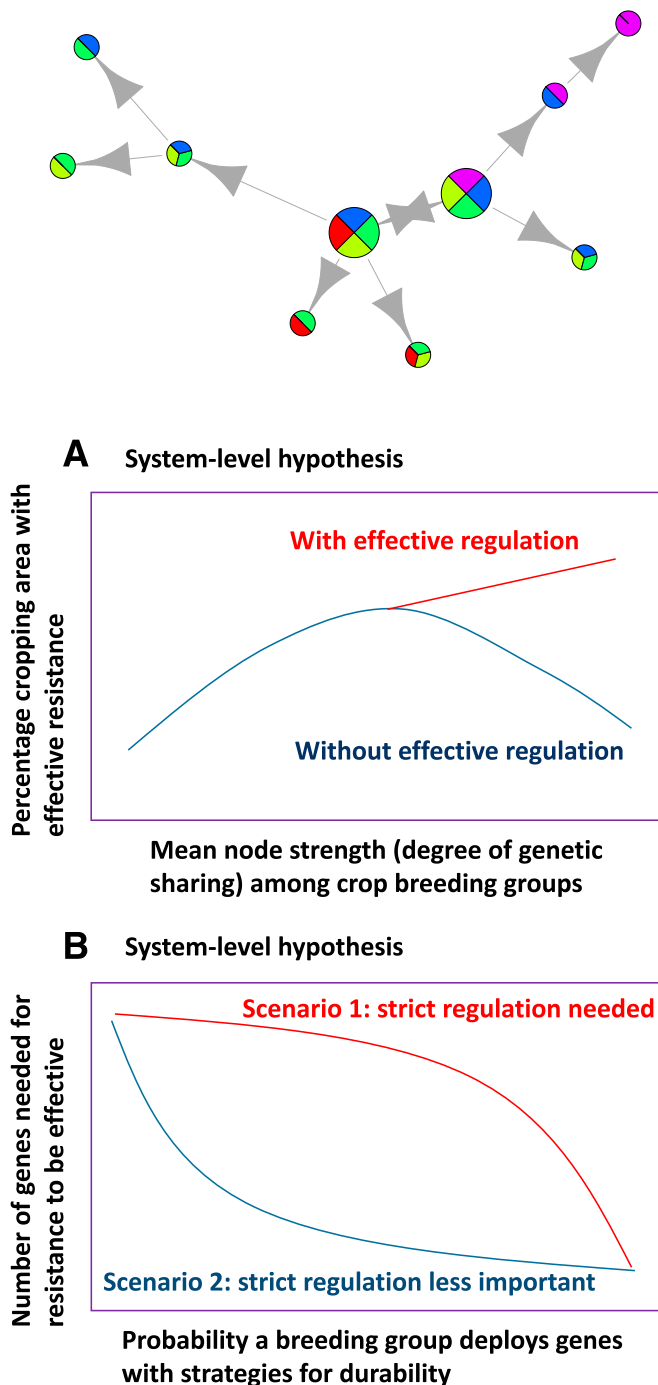 A
System-level hypothesis
Percentage cropping area with
effective resistance
With effective regulation
Without effective regulation
Mean node strength (degree of genetic
sharing) among crop breeding groups
B
System-level hypothesis
Number of genes needed for
resistance to be effective
Scenario 1: strict regulation needed
Scenario 2: strict regulation less important
Probability a breeding group deploys genes
with strategies for durability